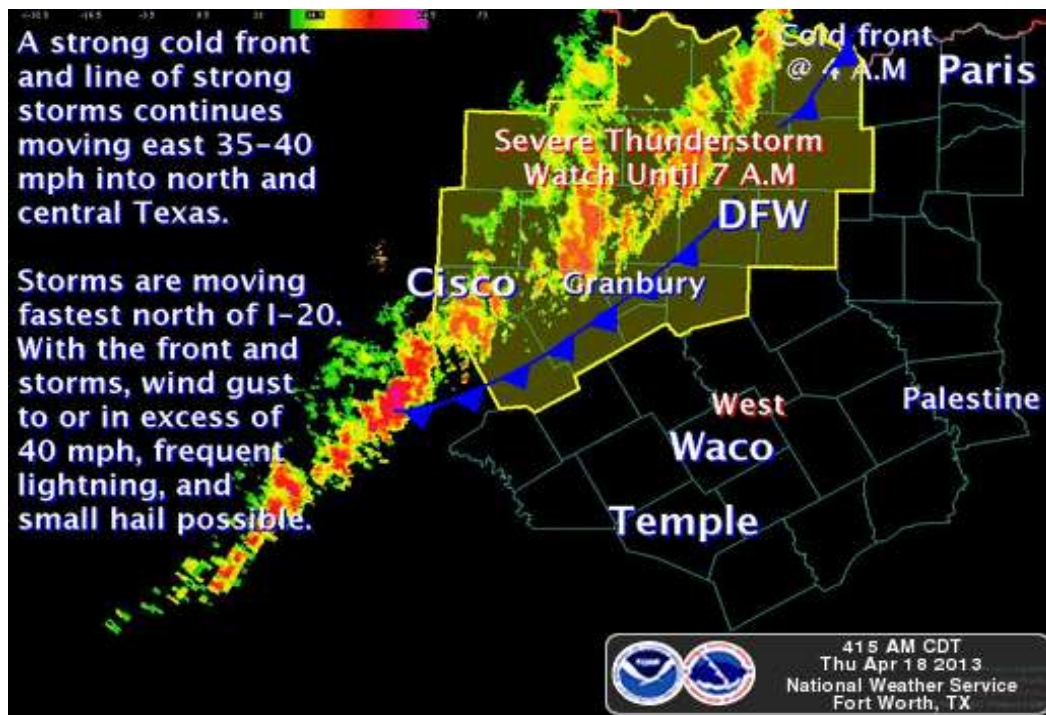 A strong cold front
and line of strong
storms continues
moving east 35-40
mph into north and
central Texas.
Storms are moving
fastest north of I-20.
With the front and
storms, wind gust
to or in excess of
40 mph, frequent
lightning, and
small hail possible.
Cold front
@ 4 A.M
Paris
Severe Thunderstorm
Watch Until 7 A.M
DFW
Cisco
Granbury
West
Palestine
Waco
Temple
415 AM CDT
Thu Apr 18 2013
National Weather Service
Fort Worth, TX